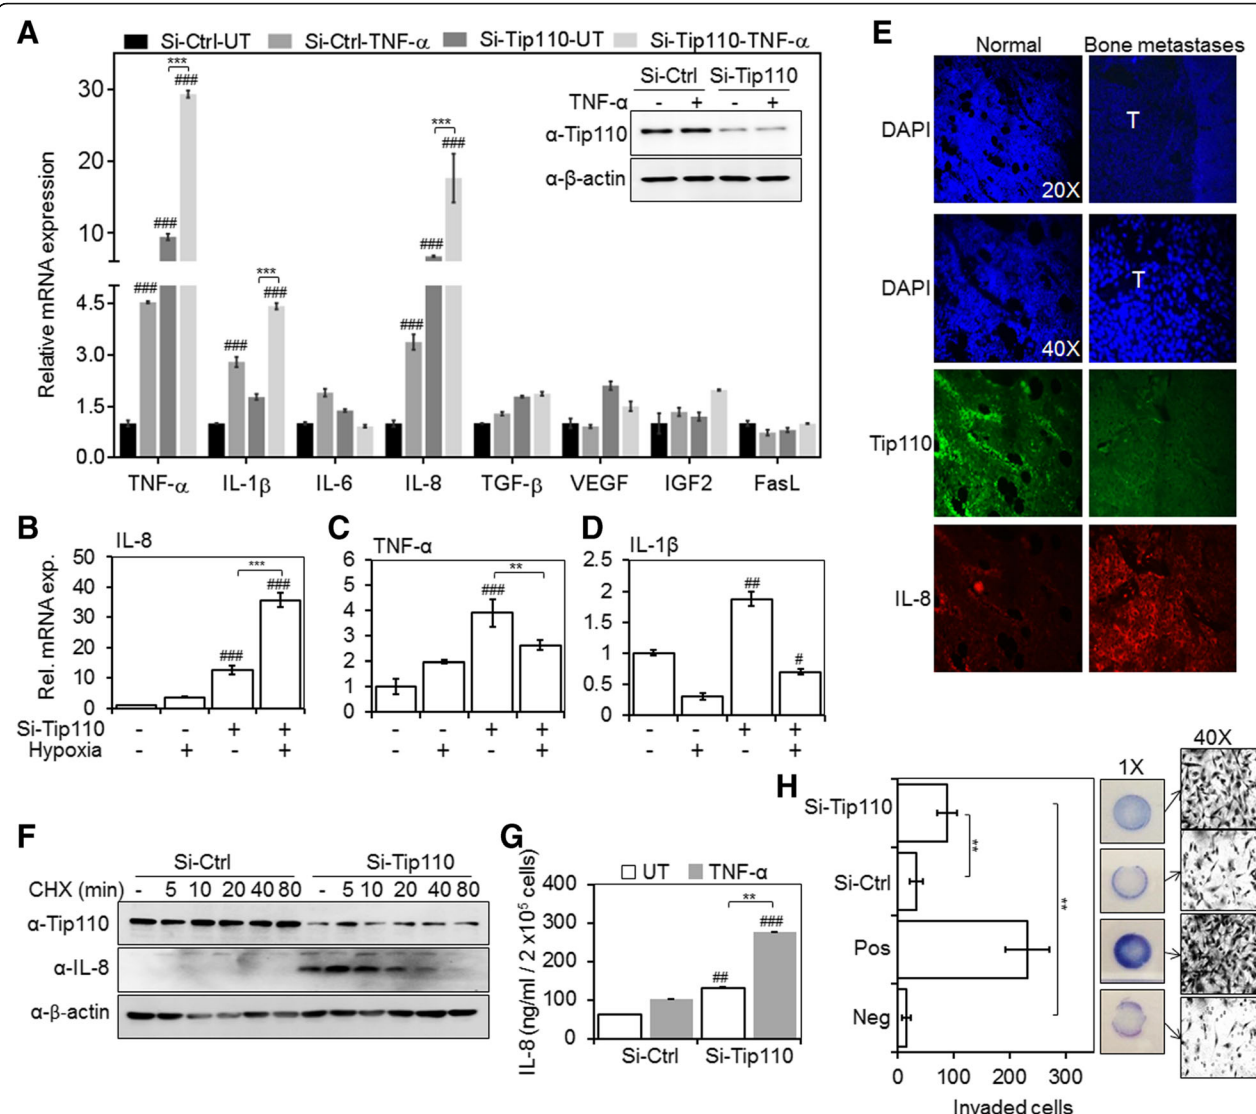 A
Si-Ctrl-UT Si-Ctrl-TNF-α Si-Tip110-UT Si-Tip110-TNF-α
Relative mRNA expression
30
20
10
4.5
3.0
1.5
0.0
### ### *** ###
### *** ###
### ### *** ###
Si-Ctrl Si-Tip110
TNF-α - + - +
α-Tip110
α-β-actin
TNF-α IL-1β IL-6 IL-8 TGF-β VEGF IGF2 FasL
B
IL-8
Rel. mRNA exp.
50
40
30
20
10
0
### *** ###
Si-Tip110 - - + +
Hypoxia - + - +
C
TNF-α
6
5
4
3
2
1
0
### **
- - + +
- + - +
D
IL-1β
2.5
2
1.5
1
0.5
0
## #
- - + +
- + - +
E
Normal Bone metastases
DAPI
T
20X
DAPI
T
40X
Tip110
IL-8
F
Si-Ctrl Si-Tip110
CHX (min) - 5 10 20 40 80 - 5 10 20 40 80
α-Tip110
α-IL-8
α-β-actin
G
UT TNF-α
IL-8 (ng/ml / 2 x10⁵ cells)
400
300
200
100
0
## ** ###
Si-Ctrl Si-Tip110
H
1X
40X
Si-Tip110
Si-Ctrl
Pos
Neg
**
**
0 100 200 300
Invaded cells